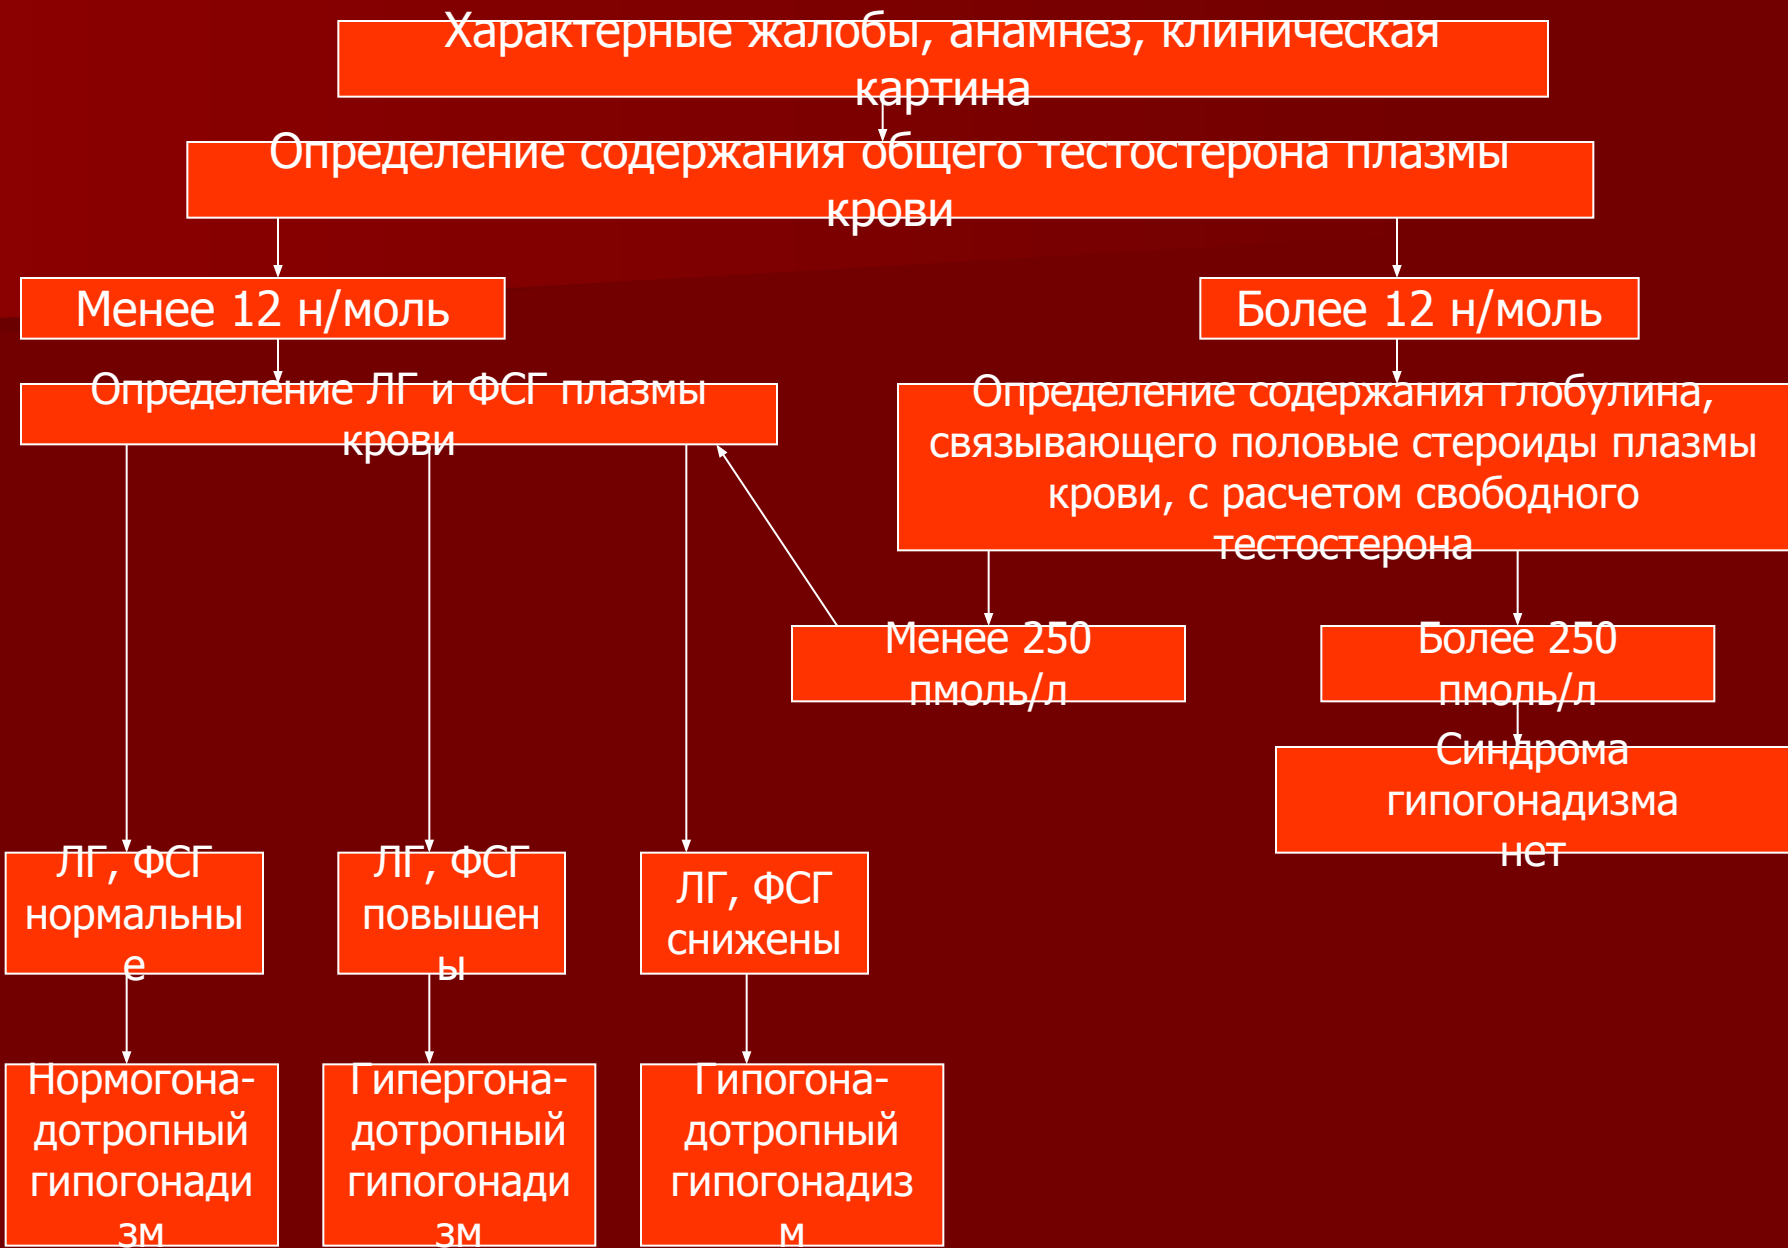 Характерные жалобы, анамнез, клиническая
картина
Определение содержания общего тестостерона плазмы
крови
Менее 12 н/моль
Более 12 н/моль
Определение ЛГ и ФСГ плазмы
крови
Определение содержания глобулина,
связывающего половые стероиды плазмы
крови, с расчетом свободного
тестостерона
Менее 250
пмоль/л
Более 250
пмоль/л
Синдрома
гипогонадизма
нет
ЛГ, ФСГ
нормальны
е
ЛГ, ФСГ
повышен
ы
ЛГ, ФСГ
снижены
Нормогона-
дотропный
гипогонади
зм
Гипергона-
дотропный
гипогонади
зм
Гипогона-
дотропный
гипогонадиз
м